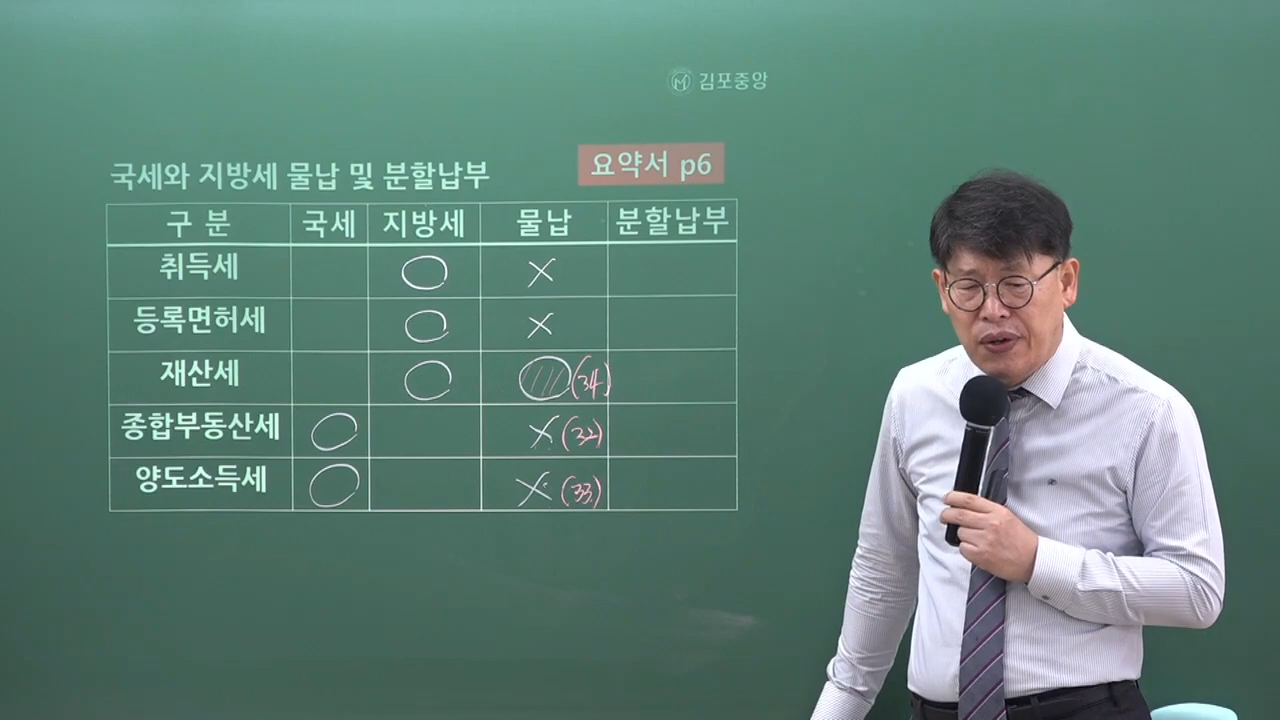 김포중앙
국세와 지방세 물납 및 분할납부
요약서 p6
구 분 국세 지방세 물납 분할납부
취득세 ○ ×
등록면허세 ○ ×
재산세 ○ ○ (34)
종합부동산세 ○ × (32)
양도소득세 ○ × (33)